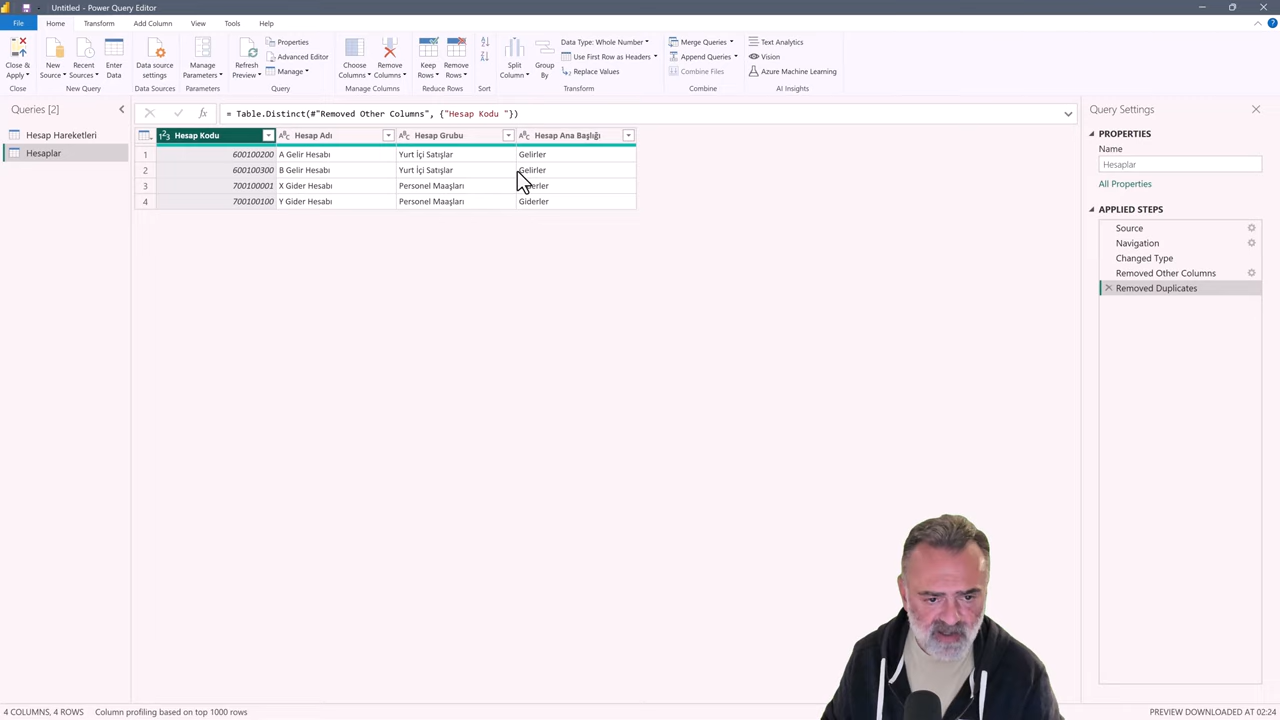 Untitled - Power Query Editor
File Home Transform Add Column View Tools Help
Close & Apply
New Source
Recent Sources
Enter Data
Data source settings
Manage Parameters
Refresh Preview
Properties
Advanced Editor
Manage
Choose Columns
Remove Columns
Keep Rows
Remove Rows
Split Column
Group By
Data Type: Whole Number
Use First Row as Headers
Replace Values
Merge Queries
Append Queries
Combine Files
Text Analytics
Vision
Azure Machine Learning
Close New Query Data Sources Parameters Query Manage Columns Reduce Rows Sort Transform Combine AI Insights
Queries [2]
Hesap Hareketleri
Hesaplar
= Table.Distinct(#"Removed Other Columns", {"Hesap Kodu "})
Hesap Kodu Hesap Adı Hesap Grubu Hesap Ana Başlığı
1 600100200 A Gelir Hesabı Yurt İçi Satışlar Gelirler
2 600100300 B Gelir Hesabı Yurt İçi Satışlar Gelirler
3 700100001 X Gider Hesabı Personel Maaşları
4 700100100 Y Gider Hesabı Personel Maaşları Giderler
Query Settings
PROPERTIES
Name
Hesaplar
All Properties
APPLIED STEPS
Source
Navigation
Changed Type
Removed Other Columns
Removed Duplicates
4 COLUMNS, 4 ROWS Column profiling based on top 1000 rows PREVIEW DOWNLOADED AT 02:24